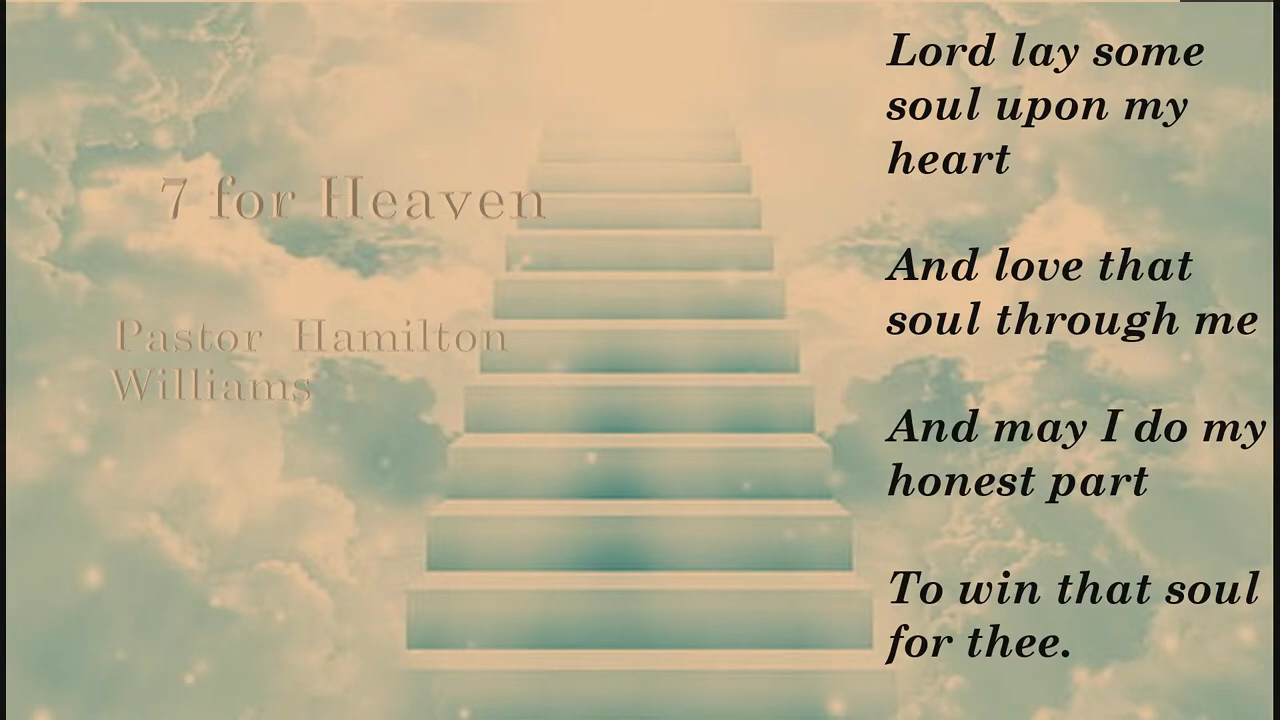 7 for Heaven
Pastor Hamilton
Williams
Lord lay some
soul upon my
heart
And love that
soul through me
And may I do my
honest part
To win that soul
for thee.